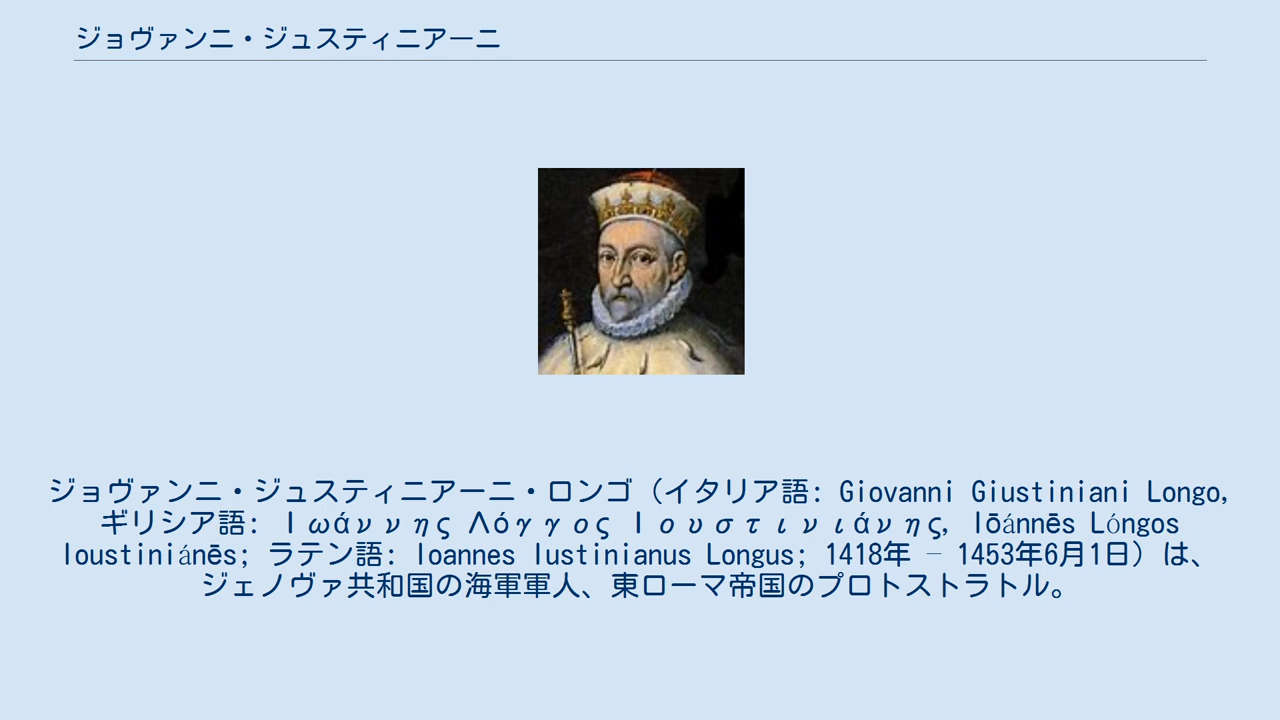 ジョヴァンニ・ジュスティニアーニ
ジョヴァンニ・ジュスティニアーニ・ロンゴ（イタリア語: Giovanni Giustiniani Longo,
ギリシア語: Ιωάννης Λόγγος Ιουστινιάνης, Iōánnēs Lóngos
Ioustiniánēs; ラテン語: Ioannes Iustinianus Longus; 1418年 – 1453年6月1日）は、
ジェノヴァ共和国の海軍軍人、東ローマ帝国のプロトストラトル。